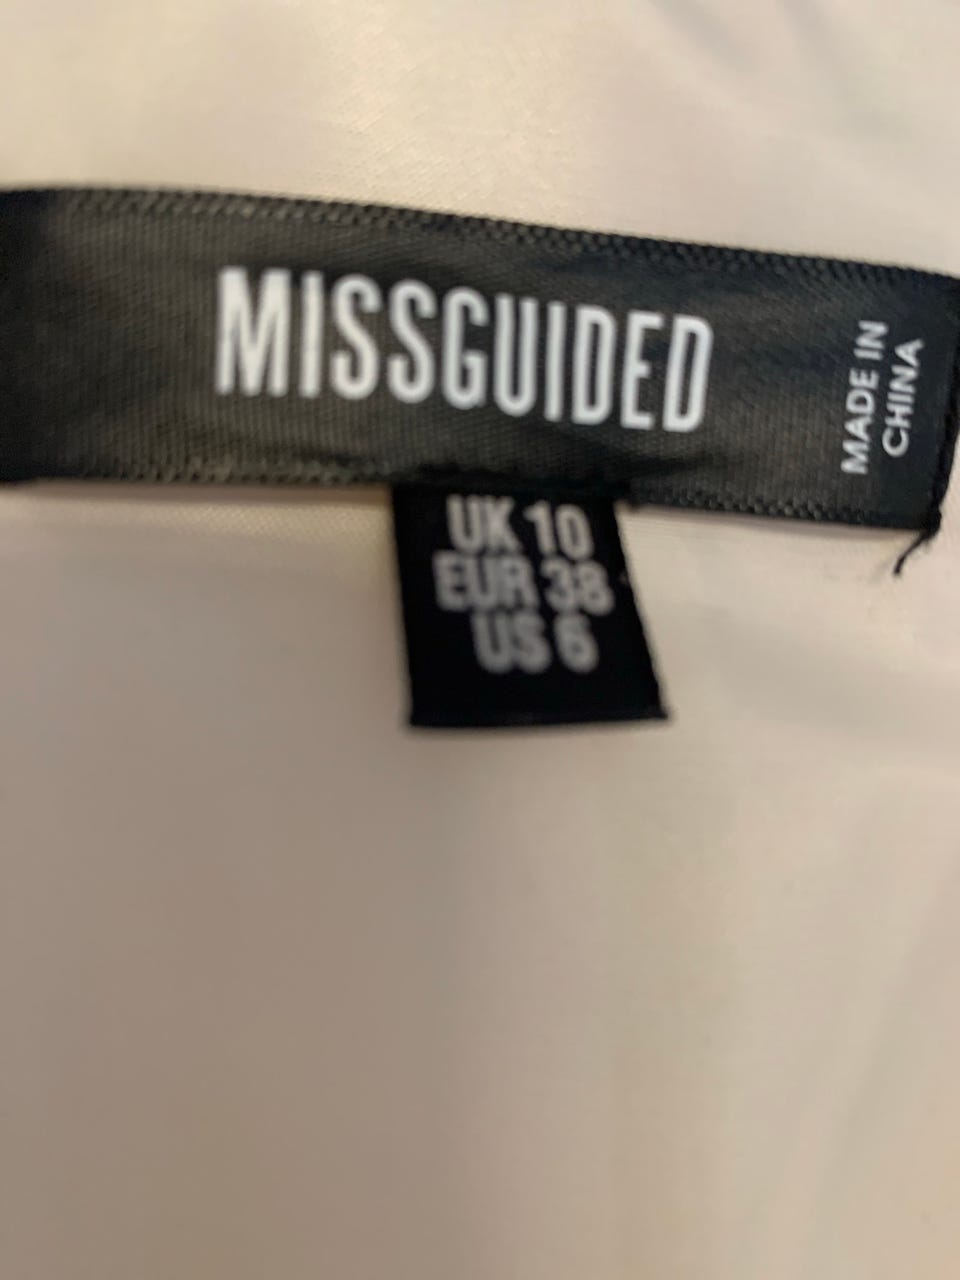 MISSGUIDED
MADE IN
CHINA
UK 10
EUR 38
US 6